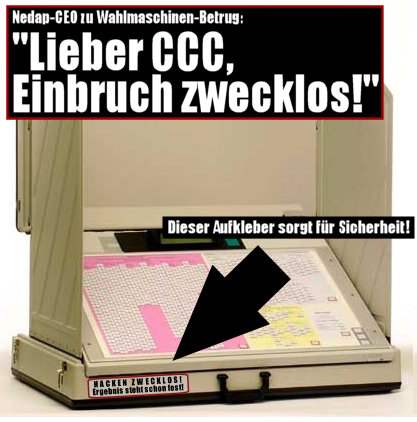 Nedap-CEO zu Wahlmaschinen-Betrug:
"Lieber CCC,
Einbruch zwecklos!"
Dieser Aufkleber sorgt für Sicherheit!
HACKEN ZWECKLOS!
Ergebnis steht schon fest!